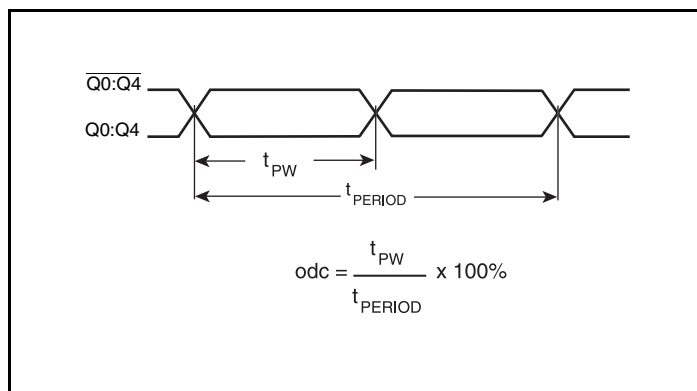 Q0:Q4
Q0:Q4
tPW
tPERIOD
odc = tPW / tPERIOD x 100%